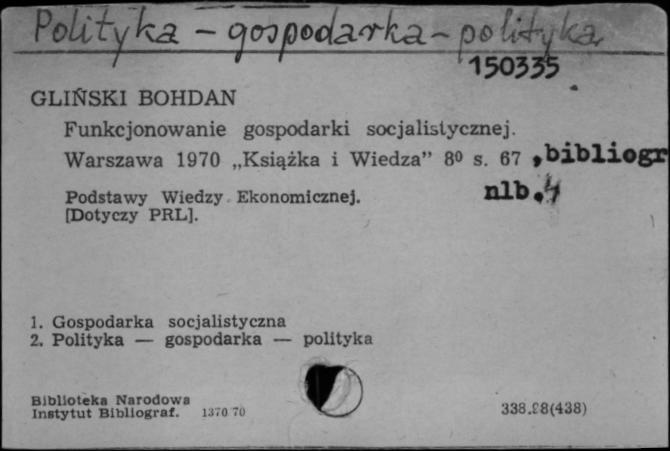 Polityka – gospodarka – polityka
150335
GLIŃSKI BOHDAN
Funkcjonowanie gospodarki socjalistycznej.
Warszawa 1970 „Książka i Wiedza” 8⁰ s. 67 ,bibliogr
nlb.4
Podstawy Wiedzy Ekonomicznej.
[Dotyczy PRL].
1. Gospodarka socjalistyczna
2. Polityka — gospodarka — polityka
Biblioteka Narodowa
Instytut Bibliograf. 1370 70
338.98(438)